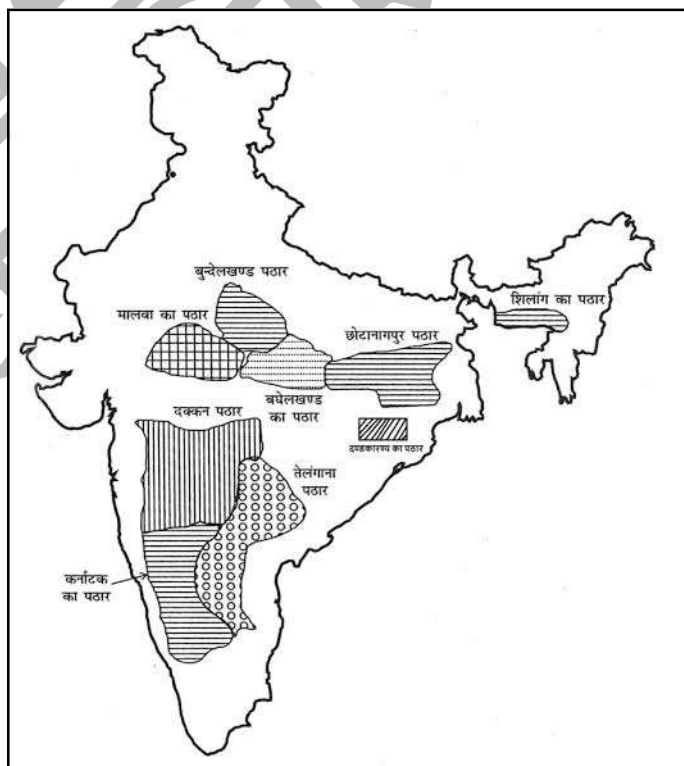 बुन्देलखण्ड पठार
शिलांग का पठार
मालवा का पठार
छोटानागपुर पठार
बघेलखण्ड
का पठार
दक्कन पठार
दण्डकारण्य का पठार
तेलंगाना
पठार
कर्नाटक
का पठार